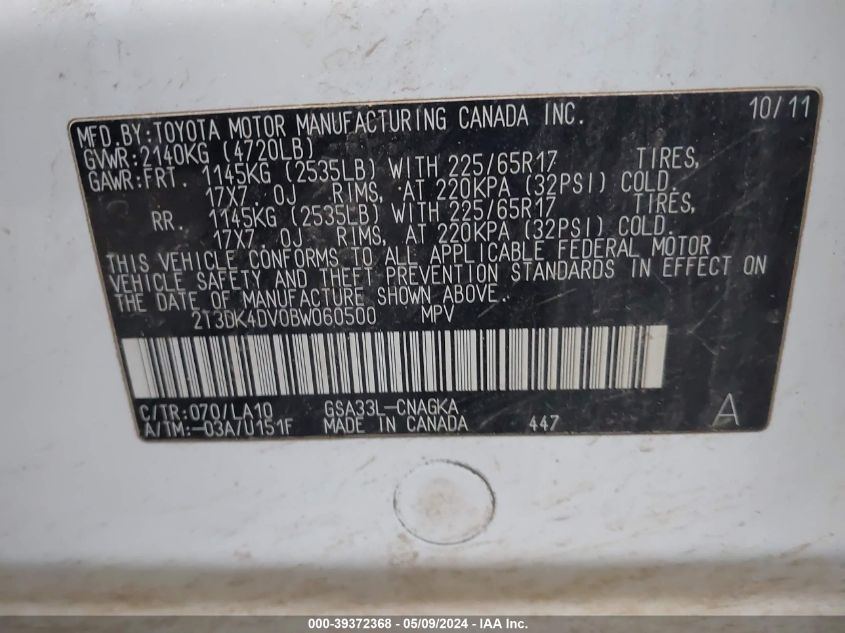 MFD.BY:TOYOTA MOTOR MANUFACTURING CANADA INC. 10/11
GVWR:2140KG (4720LB)
GAWR:FRT. 1145KG (2535LB) WITH 225/65R17 TIRES,
17X7.0J RIMS, AT 220KPA (32PSI) COLD.
RR. 1145KG (2535LB) WITH 225/65R17 TIRES,
17X7.0J RIMS, AT 220KPA (32PSI) COLD.
THIS VEHICLE CONFORMS TO ALL APPLICABLE FEDERAL MOTOR
VEHICLE SAFETY AND THEFT PREVENTION STANDARDS IN EFFECT ON
THE DATE OF MANUFACTURE SHOWN ABOVE.
2T3DK4DV0BW060500 MPV
C/TR:070/LA10 GSA33L-CNAGKA
A/TM:-03A/U151F MADE IN CANADA 447 A
000-39372368 - 05/09/2024 - IAA Inc.